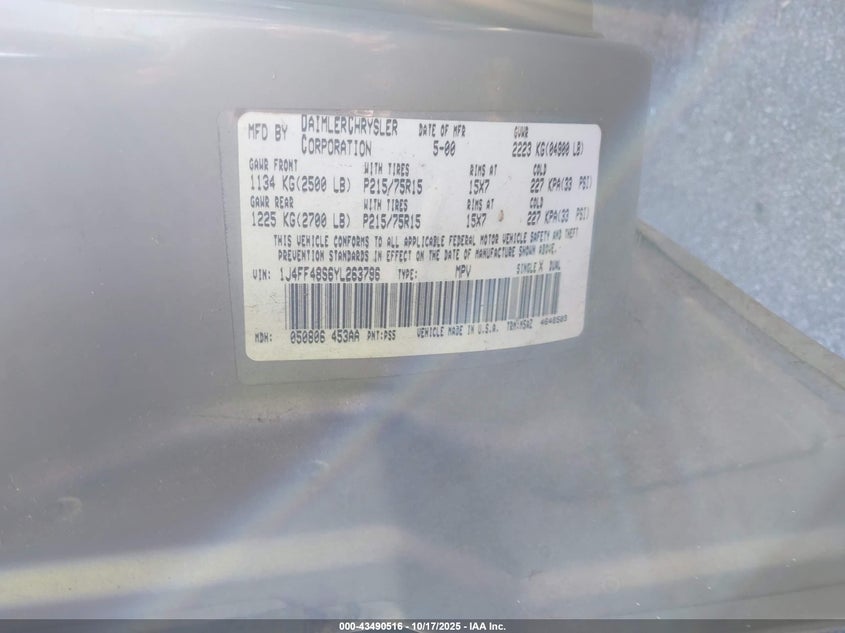 MFD BY DAIMLERCHRYSLER CORPORATION DATE OF MFR 5-00 GVWR 2223 KG(04900 LB)
GAWR FRONT WITH TIRES RIMS AT COLD
1134 KG(2500 LB) P215/75R15 15X7 227 KPA(33 PSI)
GAWR REAR WITH TIRES RIMS AT COLD
1225 KG(2700 LB) P215/75R15 15X7 227 KPA(33 PSI)
THIS VEHICLE CONFORMS TO ALL APPLICABLE FEDERAL MOTOR VEHICLE SAFETY AND THEFT
PREVENTION STANDARDS IN EFFECT ON THE DATE OF MANUFACTURE SHOWN ABOVE.
VIN: 1J4FF48S6YL263796 TYPE: MPV SINGLE X DUAL
MDH: 050806 453AA PNT:PS5 VEHICLE MADE IN U.S.A. TRM:K5AZ 4648503
000-43490516 | 10/17/2025 - IAA Inc.